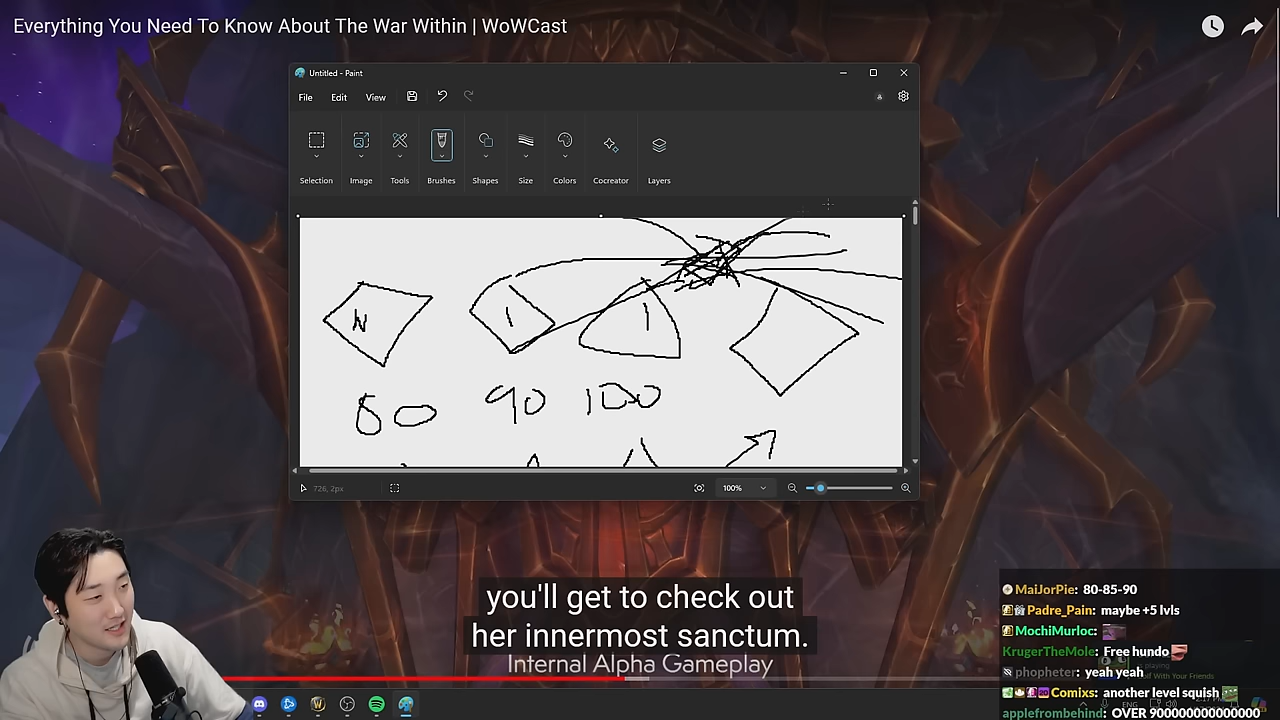 Everything You Need To Know About The War Within | WoWCast
Untitled - Paint
File Edit View
Selection Image Tools Brushes Shapes Size Colors Cocreator Layers
N
80 90 100
726, 2px
100%
you'll get to check out
her innermost sanctum.
Internal Alpha Gameplay
MaiJorPie: 80-85-90
Padre_Pain: maybe +5 lvls
MochiMurloc:
KrugerTheMole: Free hundo
phopheter: yeah yeah
Comixs: another level squish
applefrombehind: OVER 9000000000000000